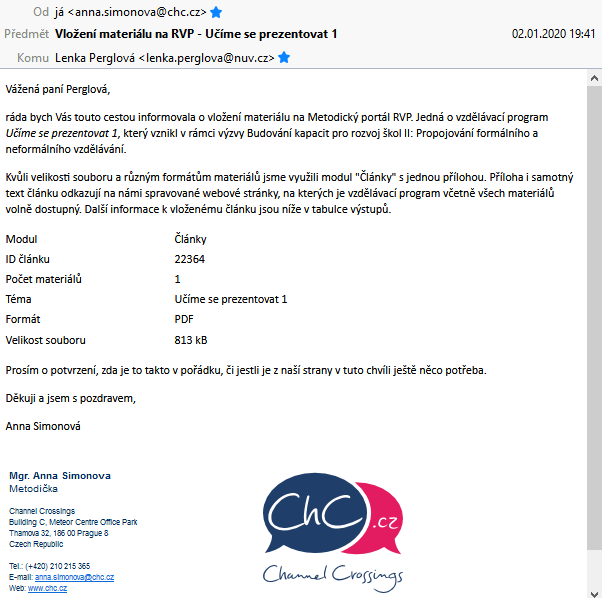 Od já <anna.simonova@chc.cz>
Předmět Vložení materiálu na RVP - Učíme se prezentovat 1 02.01.2020 19:41
Komu Lenka Perglová <lenka.perglova@nuv.cz>
Vážená paní Perglová,
ráda bych Vás touto cestou informovala o vložení materiálu na Metodický portál RVP. Jedná o vzdělávací program
Učíme se prezentovat 1, který vznikl v rámci výzvy Budování kapacit pro rozvoj škol II: Propojování formálního a
neformálního vzdělávání.
Kvůli velikosti souboru a různým formátům materiálů jsme využili modul "Články" s jednou přílohou. Příloha i samotný
text článku odkazují na námi spravované webové stránky, na kterých je vzdělávací program včetně všech materiálů
volně dostupný. Další informace k vloženému článku jsou níže v tabulce výstupů.
Modul Články
ID článku 22364
Počet materiálů 1
Téma Učíme se prezentovat 1
Formát PDF
Velikost souboru 813 kB
Prosím o potvrzení, zda je to takto v pořádku, či jestli je z naší strany v tuto chvíli ještě něco potřeba.
Děkuji a jsem s pozdravem,
Anna Simonová
Mgr. Anna Simonova
Metodička
Channel Crossings
Building C, Meteor Centre Office Park
Thamova 32, 186 00 Prague 8
Czech Republic
Tel.: (+420) 210 215 365
E-mail: anna.simonova@chc.cz
Web: www.chc.cz
ChC.cz
Channel Crossings